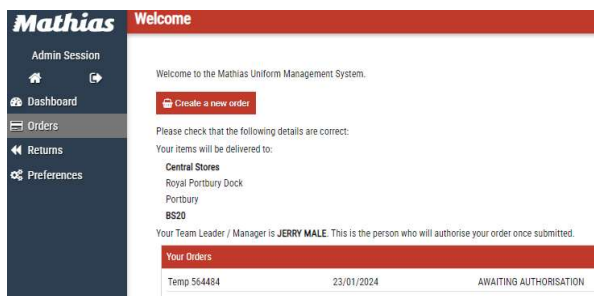 Mathias
Welcome
Admin Session
Dashboard
Orders
Returns
Preferences
Welcome to the Mathias Uniform Management System.
Create a new order
Please check that the following details are correct:
Your items will be delivered to:
Central Stores
Royal Portbury Dock
Portbury
BS20
Your Team Leader / Manager is JERRY MALE. This is the person who will authorise your order once submitted.
Your Orders
Temp 564484 23/01/2024 AWAITING AUTHORISATION